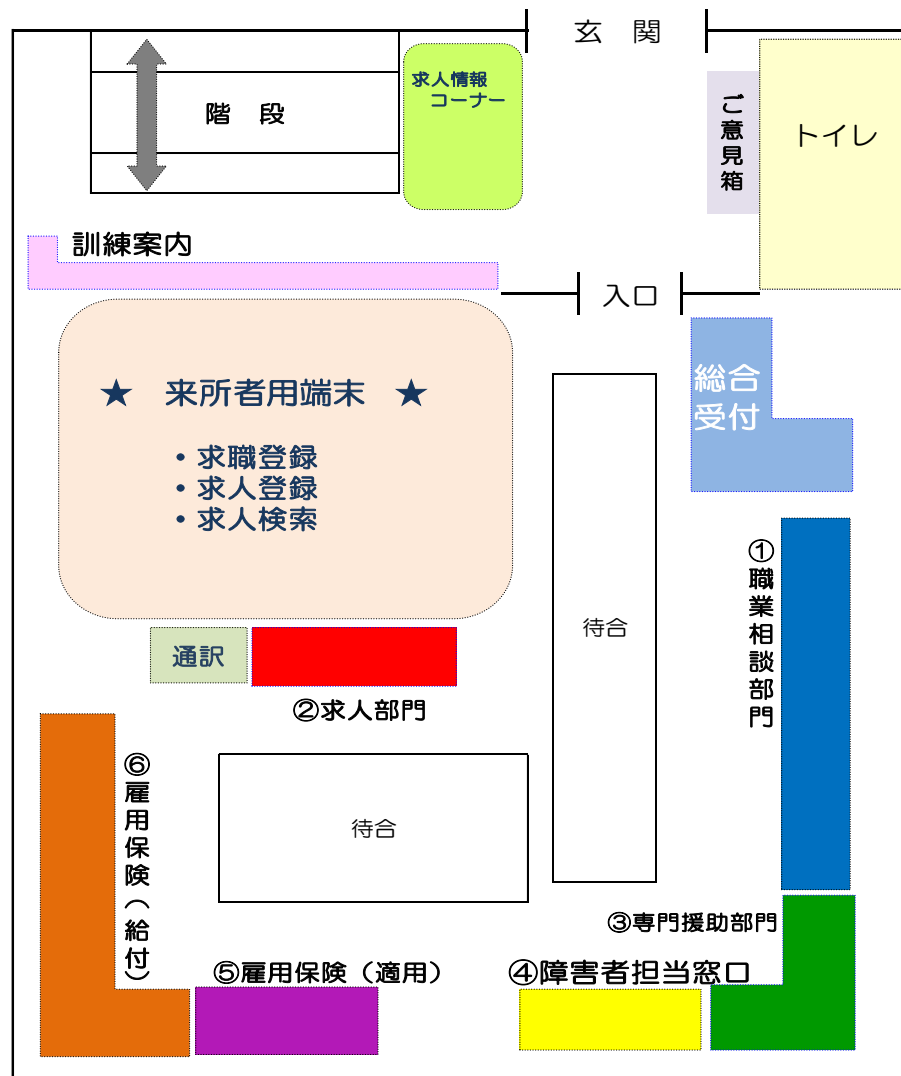 玄　関
求人情報
コーナー
階　段
ご意見箱
トイレ
訓練案内
入口
★　来所者用端末　★
・求職登録
・求人登録
・求人検索
総合
受付
①職業相談部門
待合
通訳
②求人部門
⑥雇用保険（給付）
待合
③専門援助部門
⑤雇用保険（適用）
④障害者担当窓口